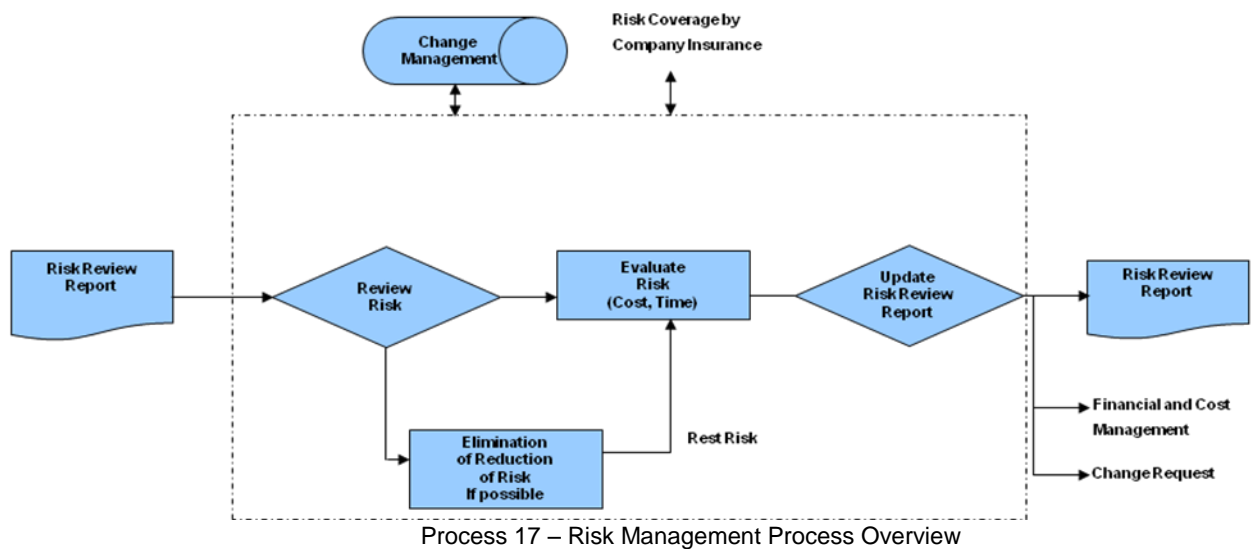 Change
Management
Risk Coverage by
Company Insurance
Risk Review
Report
Review
Risk
Evaluate
Risk
(Cost, Time)
Update
Risk Review
Report
Risk Review
Report
Elimination
of Reduction
of Risk
If possible
Rest Risk
Financial and Cost
Management
Change Request
Process 17 – Risk Management Process Overview